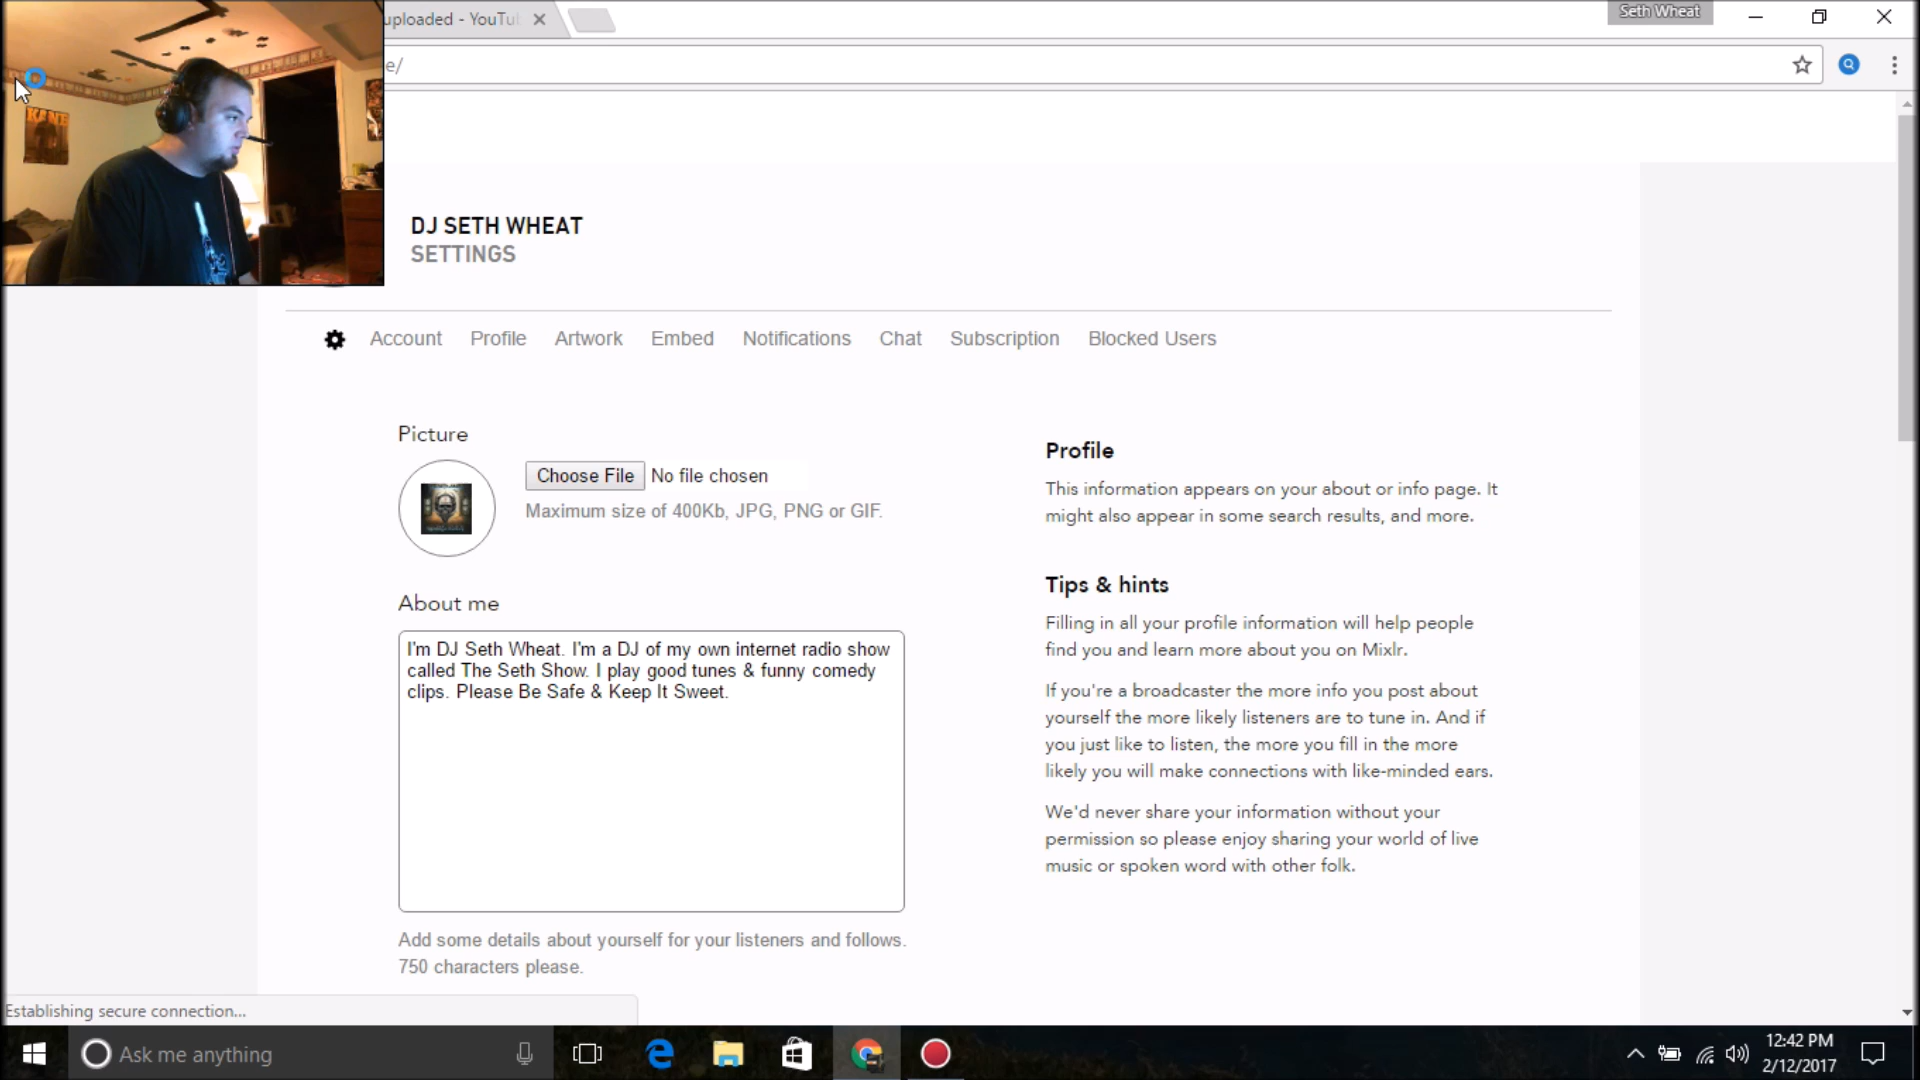 uploaded - YouTu
Seth Wheat
e/
KANE
DJ SETH WHEAT
SETTINGS
Account Profile Artwork Embed Notifications Chat Subscription Blocked Users
Picture
Choose File No file chosen
Maximum size of 400Kb, JPG, PNG or GIF.
About me
I'm DJ Seth Wheat. I'm a DJ of my own internet radio show
called The Seth Show. I play good tunes & funny comedy
clips. Please Be Safe & Keep It Sweet.
Add some details about yourself for your listeners and follows.
750 characters please.
Profile
This information appears on your about or info page. It
might also appear in some search results, and more.
Tips & hints
Filling in all your profile information will help people
find you and learn more about you on Mixlr.
If you're a broadcaster the more info you post about
yourself the more likely listeners are to tune in. And if
you just like to listen, the more you fill in the more
likely you will make connections with like-minded ears.
We'd never share your information without your
permission so please enjoy sharing your world of live
music or spoken word with other folk.
Establishing secure connection...
Ask me anything
12:42 PM
2/12/2017